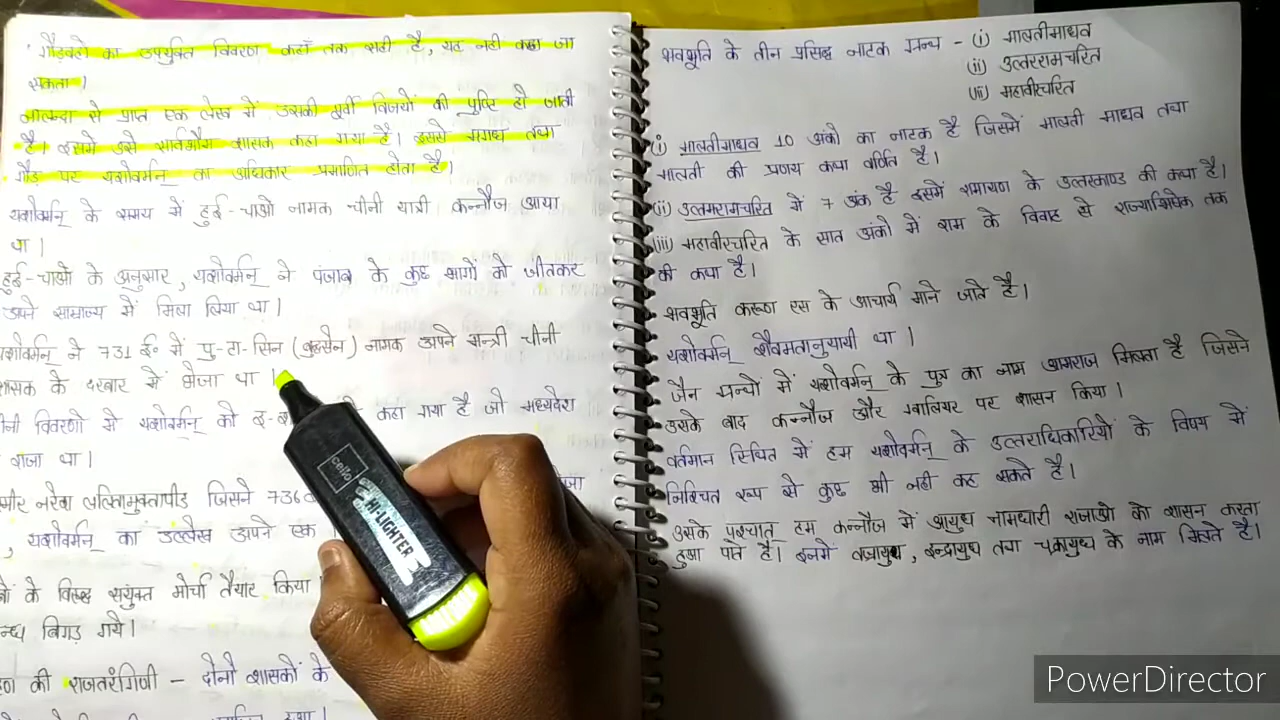 गौडवहो का उपर्युक्त विवरण कहाँ तक सही है, यह नही कहा जा
सकता।
नालन्दा से प्राप्त एक लेख में उसकी पूर्वी विजयों की पुष्टि हो जाती
है। इसमे उसे सार्वभौम शासक कहा गया है। इससे मगध तथा
गौड़ पर यशोवर्मन् का अधिकार प्रमाणित होता है।
यशोवर्मन् के समय में हुई-चाओ नामक चीनी यात्री कन्नौज आया
था।
हुई-चाओ के अनुसार, यशोवर्मन् ने पंजाब के कुछ भागों को जीतकर
अपने साम्राज्य में मिला लिया था।
यशोवर्मन् ने 731 ई० में पु-टा-सिन (बुद्धसेन) नामक अपने मन्त्री चीनी
शासक के दरबार में भेजा था।
विवरणो से यशोवर्मन् को कहा गया है जो मध्यदेश
राजा था।
नरेश ललितामुक्तापीड जिसने 736
, यशोवर्मन् का उल्लेख अपने एक
के विरूद्ध संयुक्त मोर्चा तैयार किया
बिगड़ गये।
की राजतरंगिणी – दोनो शासकों के
भवभूति के तीन प्रसिद्ध नाटक ग्रन्थ - (i) मालतीमाधव
(ii) उत्तररामचरित
(iii) महावीरचरित
(i) मालतीमाधव 10 अंको का नाटक है जिसमें मालती माधव तथा
मालती की प्रणय कथा वर्णित है।
(ii) उत्तमरामचरित में 7 अंक है इसमें रामायण के उत्तरकाण्ड की कथा है।
(iii) महावीरचरित के सात अंको में राम के विवाह से राज्याभिषेक तक
की कथा है।
भवभूति करूणा रस के आचार्य माने जाते है।
यशोवर्मन् शैवमतानुयायी था।
जैन ग्रन्थों में यशोवर्मन् के पुत्र का नाम आमराज मिलता है जिसने
उसके बाद कन्नौज और ग्वालियर पर शासन किया।
वर्तमान स्थिति में हम यशोवर्मन् के उत्तराधिकारियों के विषय में
निश्चित रूप से कुछ भी नही कह सकते है।
उसके पश्चात् हम कन्नौज में आयुध नामधारी राजाओ को शासन करता
हुआ पाते है। इनमें वज्रायुध, इन्द्रायुध तथा चक्रायुध के नाम मिलते है।
cello
HI-LIGHTER
PowerDirector